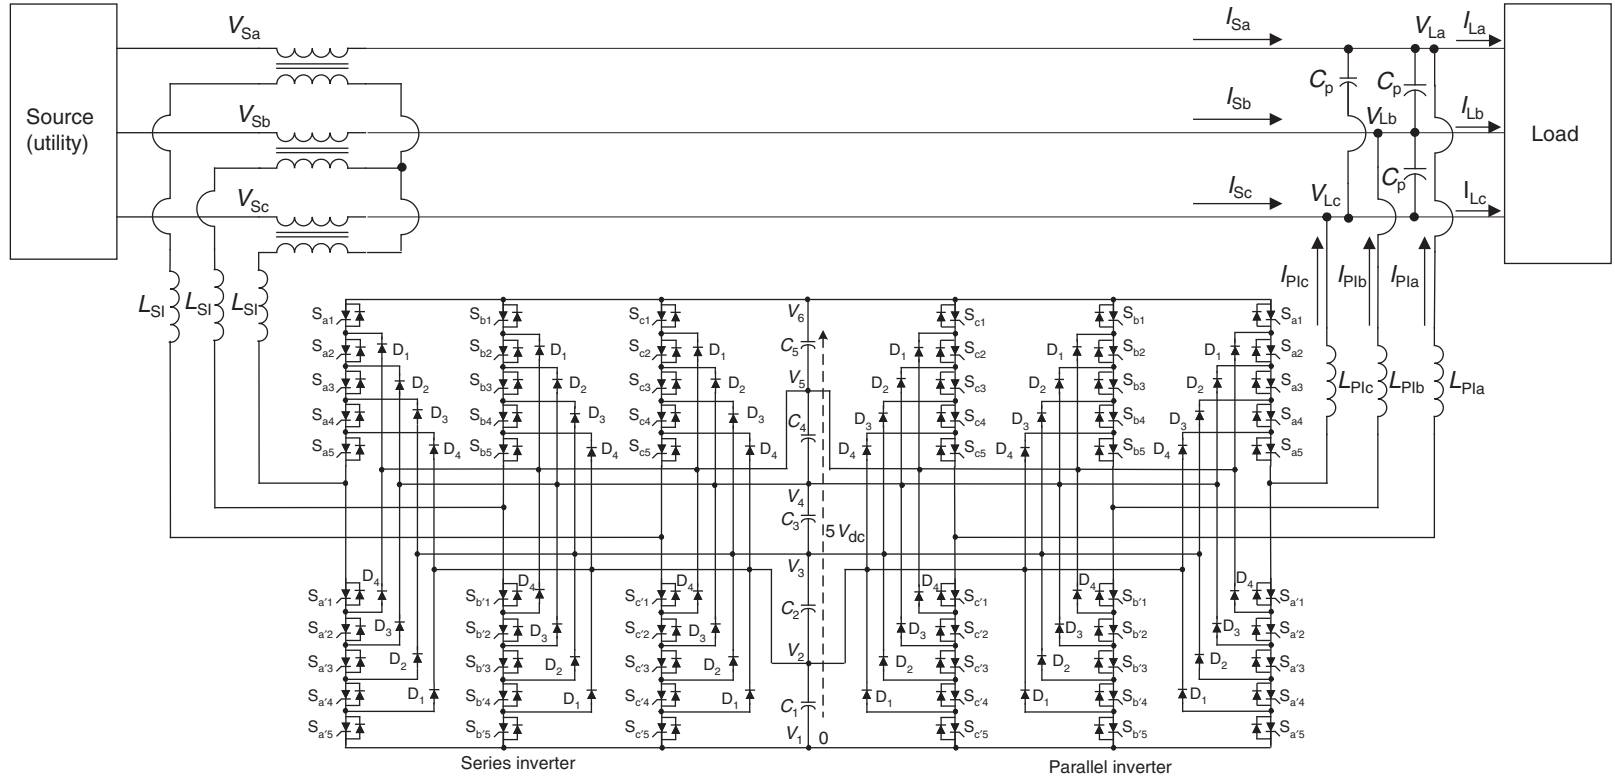 Source
(utility)
V_Sa
V_Sb
V_Sc
I_Sa
I_Sb
I_Sc
C_p
C_p
C_p
V_La
V_Lb
V_Lc
I_La
I_Lb
I_Lc
Load
I_PIc I_PIb I_PIa
L_SI L_SI L_SI
L_PIc L_PIb L_PIa
S_a1 S_b1 S_c1 V_6 S_c1 S_b1 S_a1
S_a2 D_1 S_b2 D_1 S_c2 D_1 C_5 D_1 S_c2 D_1 S_b2 D_1 S_a2
S_a3 D_2 S_b3 D_2 S_c3 D_2 V_5 D_2 S_c3 D_2 S_b3 D_2 S_a3
S_a4 D_3 S_b4 D_3 S_c4 D_3 C_4 D_3 S_c4 D_3 S_b4 D_3 S_a4
S_a5 D_4 S_b5 D_4 S_c5 D_4 D_4 S_c5 D_4 S_b5 D_4 S_a5
V_4
C_3
5 V_dc
V_3
S_a'1 D_4 S_b'1 D_4 S_c'1 D_4 C_2 D_4 S_c'1 D_4 S_b'1 D_4 S_a'1
S_a'2 D_3 S_b'2 D_3 S_c'2 D_3 D_3 S_c'2 D_3 S_b'2 D_3 S_a'2
S_a'3 D_2 S_b'3 D_2 S_c'3 D_2 V_2 D_2 S_c'3 D_2 S_b'3 D_2 S_a'3
S_a'4 D_1 S_b'4 D_1 S_c'4 D_1 C_1 D_1 S_c'4 D_1 S_b'4 D_1 S_a'4
S_a'5 S_b'5 S_c'5 V_1 0 S_c'5 S_b'5 S_a'5
Series inverter
Parallel inverter